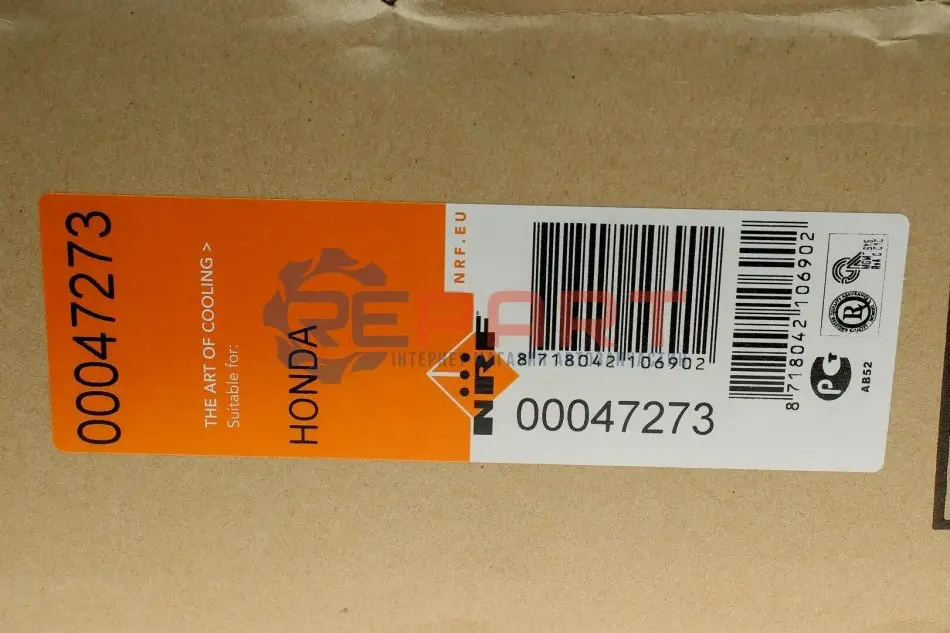 00047273
THE ART OF COOLING >
Suitable for:
HONDA
NRF.EU
NRF
8 718042 106902
00047273
8 718042 106902
AB52
REPART